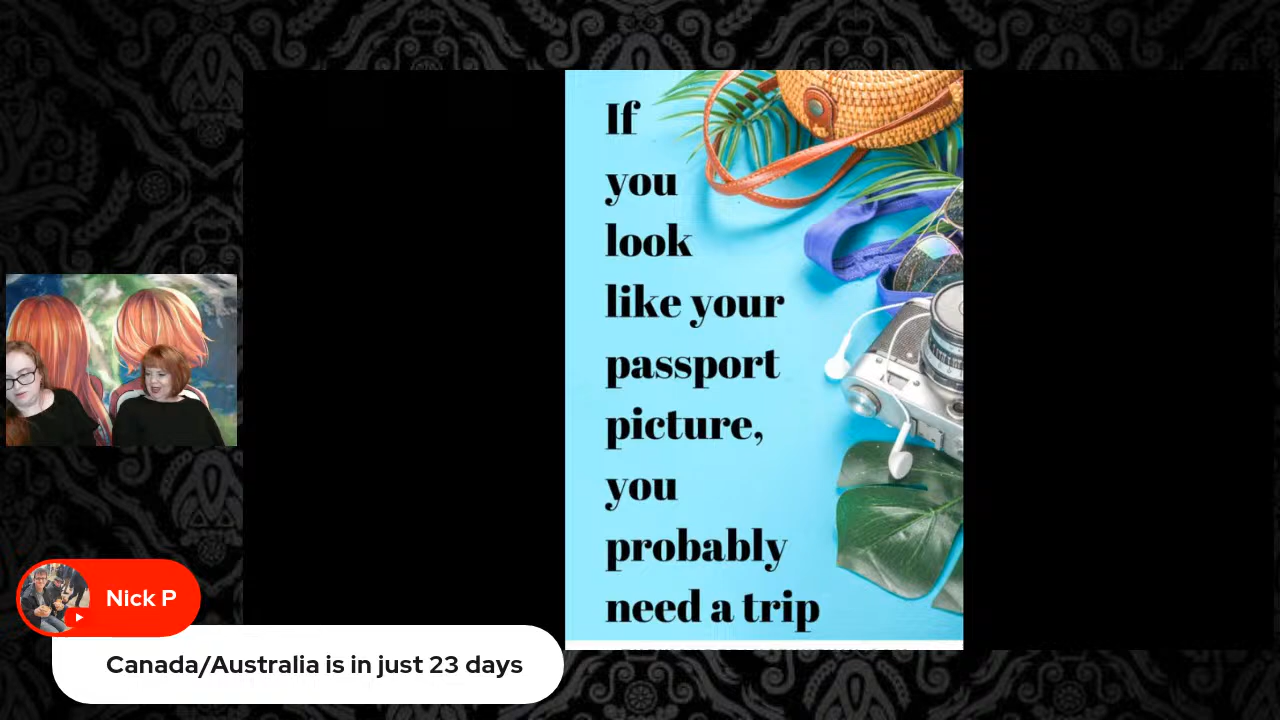 If
you
look
like your
passport
picture,
you
probably
need a trip
Nick P
Canada/Australia is in just 23 days